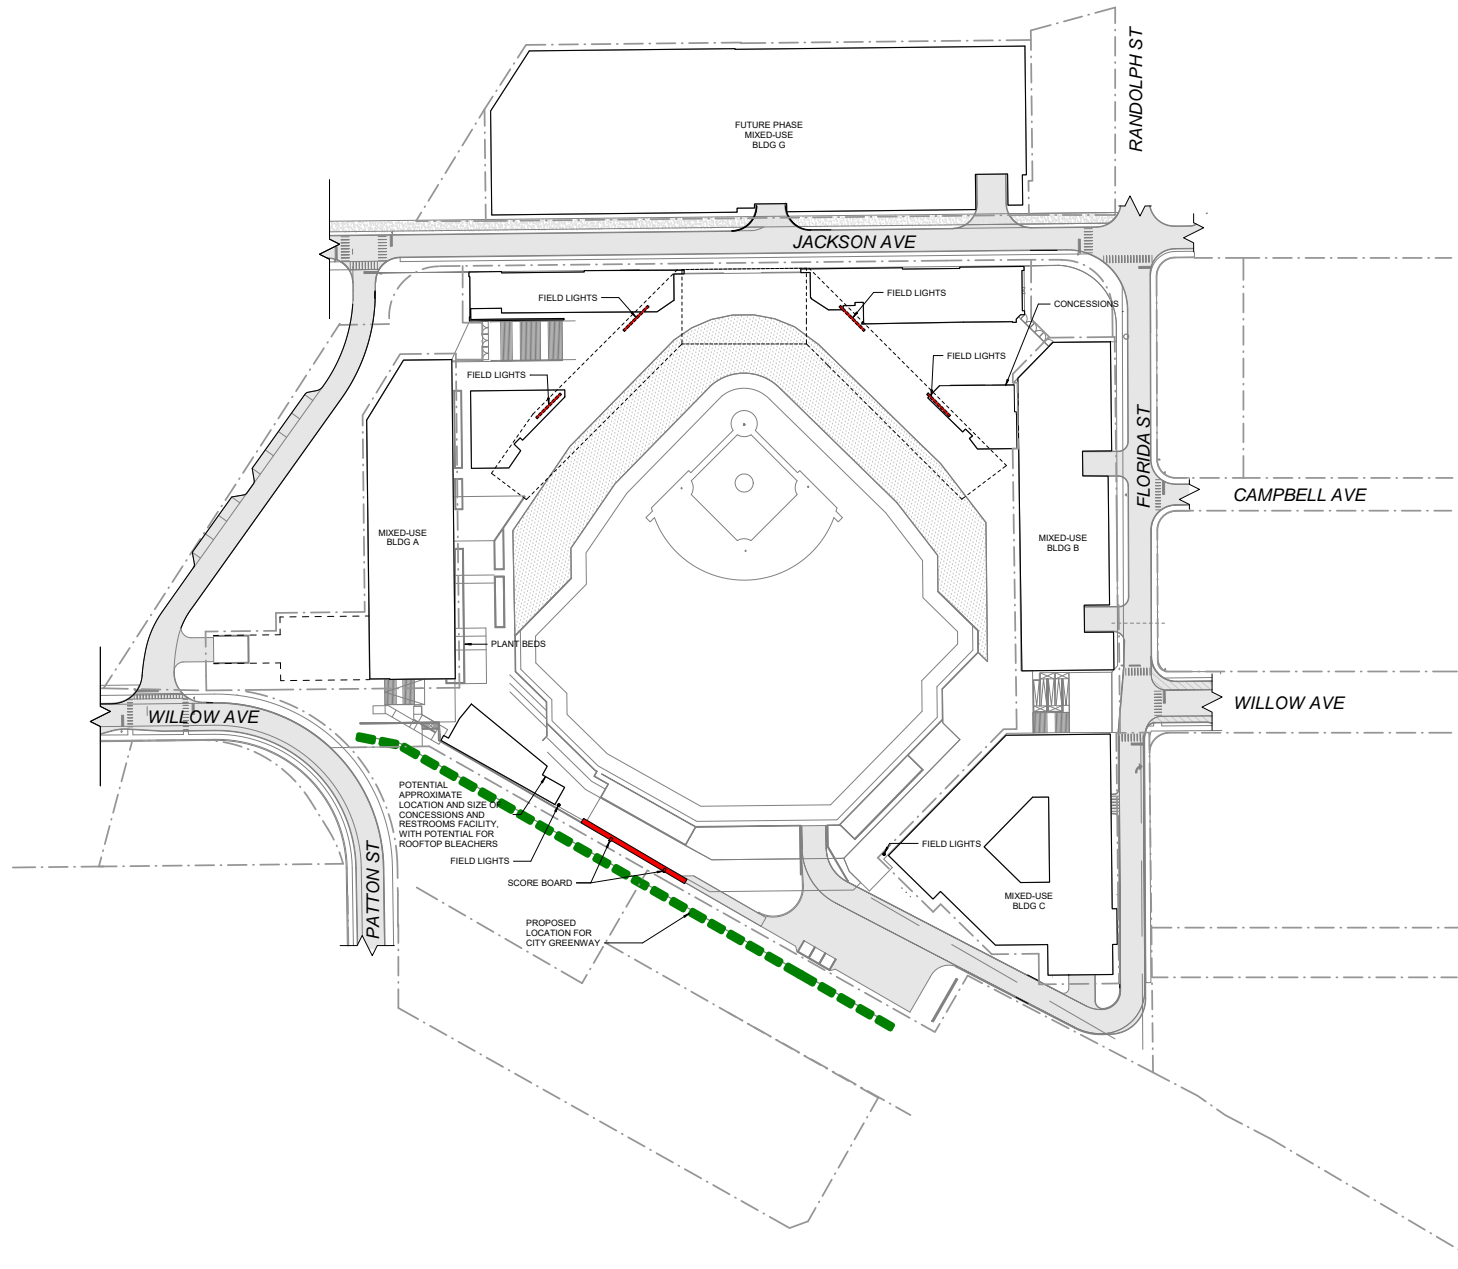 RANDOLPH ST
FUTURE PHASE
MIXED-USE
BLDG G
JACKSON AVE
FIELD LIGHTS
FIELD LIGHTS
CONCESSIONS
FIELD LIGHTS
FIELD LIGHTS
FLORIDA ST
CAMPBELL AVE
MIXED-USE
BLDG A
MIXED-USE
BLDG B
PLANT BEDS
WILLOW AVE
WILLOW AVE
POTENTIAL
APPROXIMATE
LOCATION AND SIZE OF
CONCESSIONS AND
RESTROOMS FACILITY,
WITH POTENTIAL FOR
ROOFTOP BLEACHERS
FIELD LIGHTS
FIELD LIGHTS
PATTON ST
SCORE BOARD
MIXED-USE
BLDG C
PROPOSED
LOCATION FOR
CITY GREENWAY